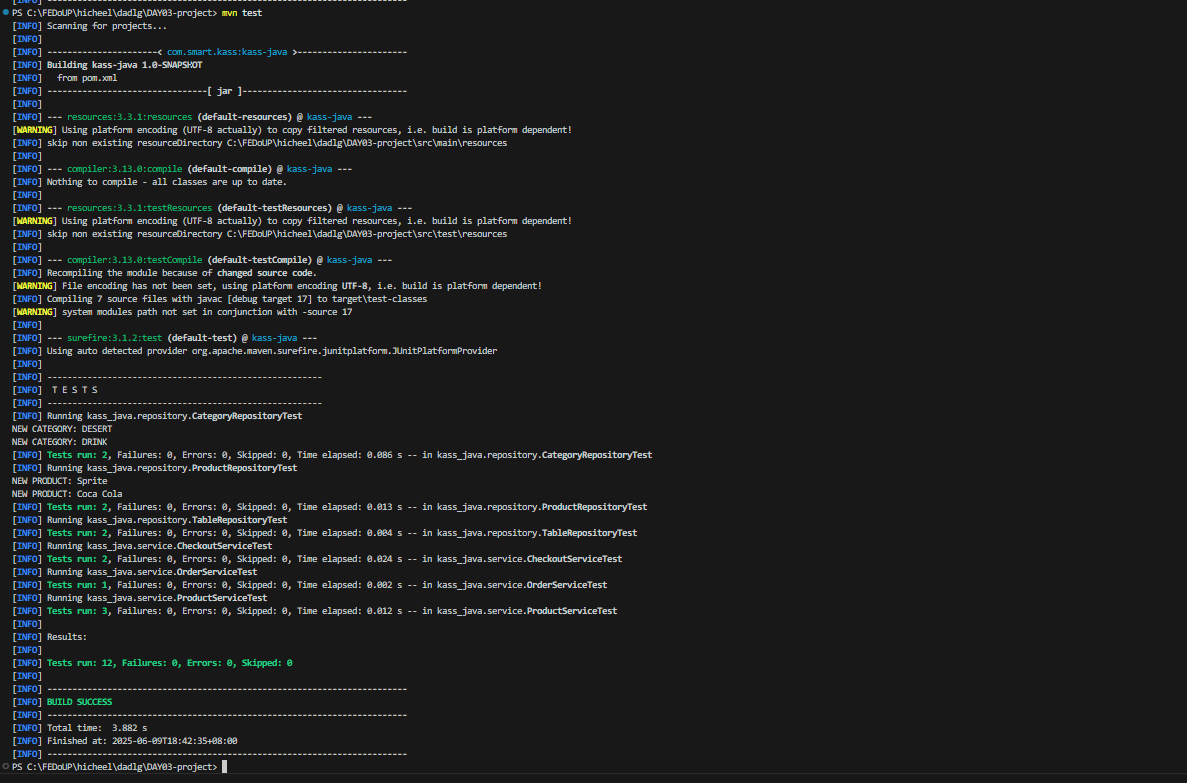 PS C:\FEDoUP\hicheel\dadlg\DAY03-project> mvn test
[INFO] Scanning for projects...
[INFO]
[INFO] ----------------------< com.smart.kass:kass-java >----------------------
[INFO] Building kass-java 1.0-SNAPSHOT
[INFO]   from pom.xml
[INFO] --------------------------------[ jar ]---------------------------------
[INFO]
[INFO] --- resources:3.3.1:resources (default-resources) @ kass-java ---
[WARNING] Using platform encoding (UTF-8 actually) to copy filtered resources, i.e. build is platform dependent!
[INFO] skip non existing resourceDirectory C:\FEDoUP\hicheel\dadlg\DAY03-project\src\main\resources
[INFO]
[INFO] --- compiler:3.13.0:compile (default-compile) @ kass-java ---
[INFO] Nothing to compile - all classes are up to date.
[INFO]
[INFO] --- resources:3.3.1:testResources (default-testResources) @ kass-java ---
[WARNING] Using platform encoding (UTF-8 actually) to copy filtered resources, i.e. build is platform dependent!
[INFO] skip non existing resourceDirectory C:\FEDoUP\hicheel\dadlg\DAY03-project\src\test\resources
[INFO]
[INFO] --- compiler:3.13.0:testCompile (default-testCompile) @ kass-java ---
[INFO] Recompiling the module because of changed source code.
[WARNING] File encoding has not been set, using platform encoding UTF-8, i.e. build is platform dependent!
[INFO] Compiling 7 source files with javac [debug target 17] to target\test-classes
[WARNING] system modules path not set in conjunction with -source 17
[INFO]
[INFO] --- surefire:3.1.2:test (default-test) @ kass-java ---
[INFO] Using auto detected provider org.apache.maven.surefire.junitplatform.JUnitPlatformProvider
[INFO]
[INFO] -------------------------------------------------------
[INFO]  T E S T S
[INFO] -------------------------------------------------------
[INFO] Running kass_java.repository.CategoryRepositoryTest
NEW CATEGORY: DESERT
NEW CATEGORY: DRINK
[INFO] Tests run: 2, Failures: 0, Errors: 0, Skipped: 0, Time elapsed: 0.086 s -- in kass_java.repository.CategoryRepositoryTest
[INFO] Running kass_java.repository.ProductRepositoryTest
NEW PRODUCT: Sprite
NEW PRODUCT: Coca Cola
[INFO] Tests run: 2, Failures: 0, Errors: 0, Skipped: 0, Time elapsed: 0.013 s -- in kass_java.repository.ProductRepositoryTest
[INFO] Running kass_java.repository.TableRepositoryTest
[INFO] Tests run: 2, Failures: 0, Errors: 0, Skipped: 0, Time elapsed: 0.004 s -- in kass_java.repository.TableRepositoryTest
[INFO] Running kass_java.service.CheckoutServiceTest
[INFO] Tests run: 2, Failures: 0, Errors: 0, Skipped: 0, Time elapsed: 0.024 s -- in kass_java.service.CheckoutServiceTest
[INFO] Running kass_java.service.OrderServiceTest
[INFO] Tests run: 1, Failures: 0, Errors: 0, Skipped: 0, Time elapsed: 0.002 s -- in kass_java.service.OrderServiceTest
[INFO] Running kass_java.service.ProductServiceTest
[INFO] Tests run: 3, Failures: 0, Errors: 0, Skipped: 0, Time elapsed: 0.012 s -- in kass_java.service.ProductServiceTest
[INFO]
[INFO] Results:
[INFO]
[INFO] Tests run: 12, Failures: 0, Errors: 0, Skipped: 0
[INFO]
[INFO] ------------------------------------------------------------------------
[INFO] BUILD SUCCESS
[INFO] ------------------------------------------------------------------------
[INFO] Total time:  3.882 s
[INFO] Finished at: 2025-06-09T18:42:35+08:00
[INFO] ------------------------------------------------------------------------
PS C:\FEDoUP\hicheel\dadlg\DAY03-project>